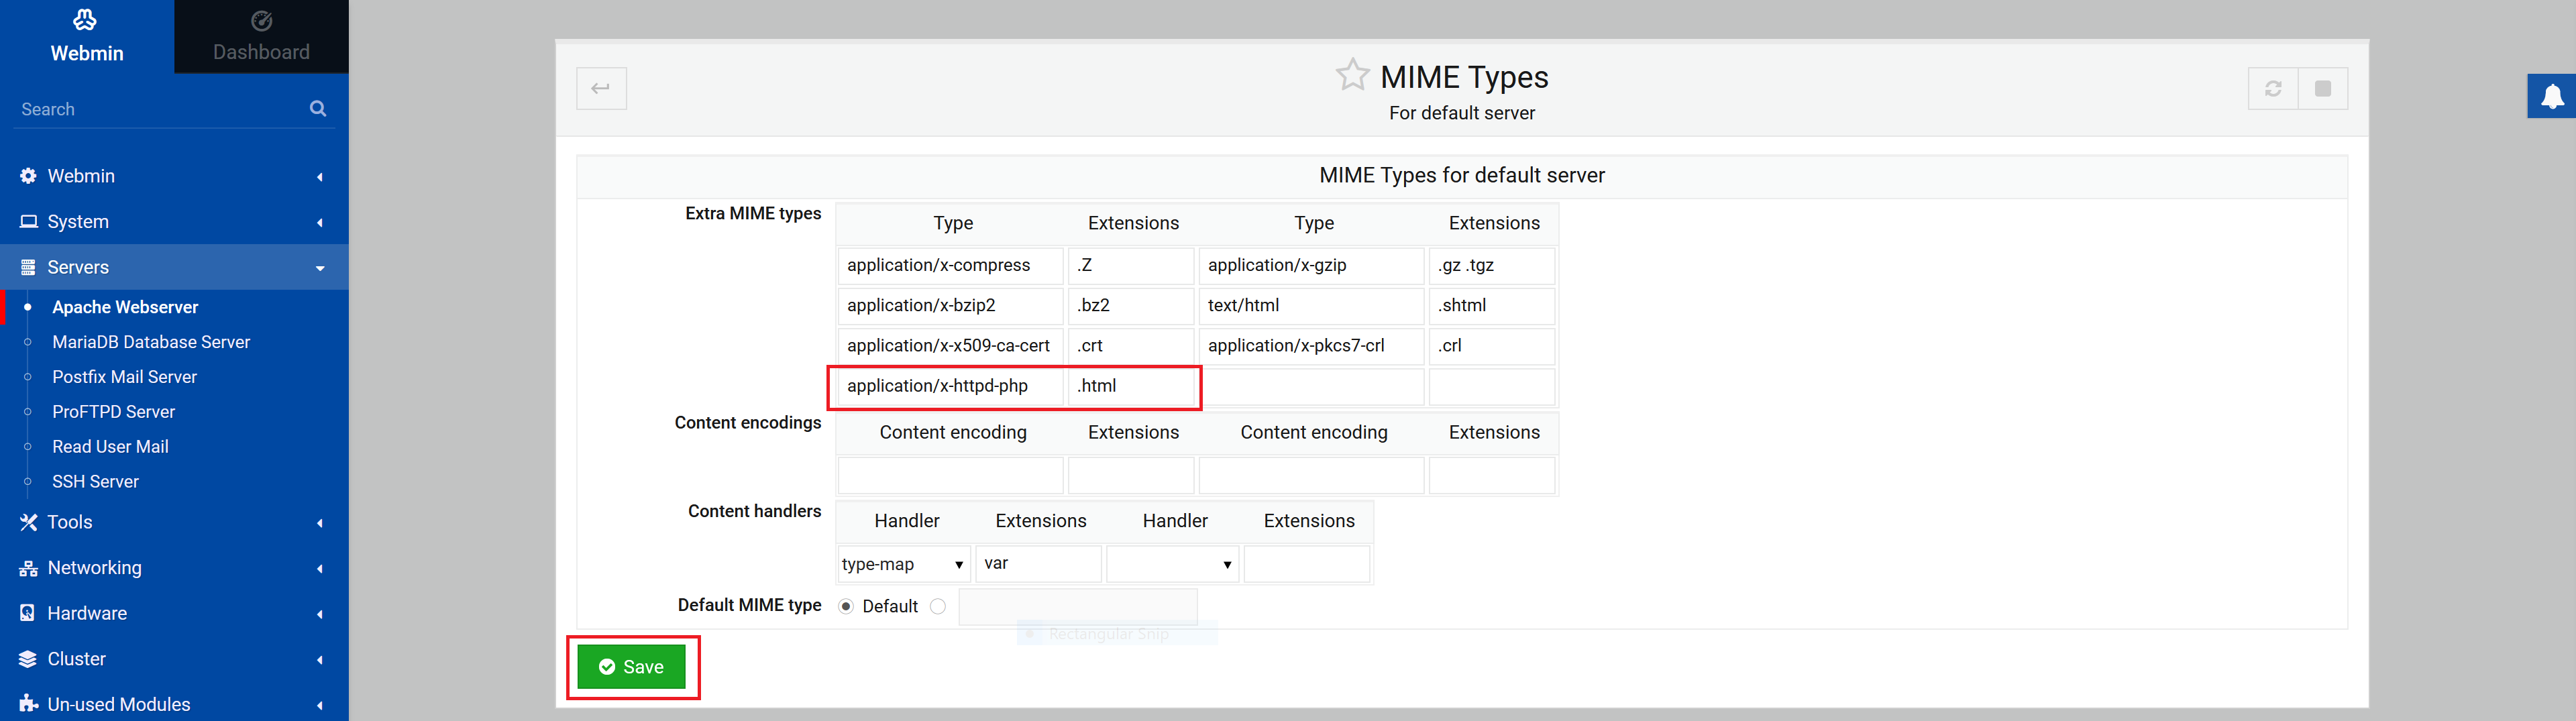 Webmin
Dashboard
Search
Webmin
System
Servers
Apache Webserver
MariaDB Database Server
Postfix Mail Server
ProFTPD Server
Read User Mail
SSH Server
Tools
Networking
Hardware
Cluster
Un-used Modules
MIME Types
For default server
MIME Types for default server
Extra MIME types
Type Extensions Type Extensions
application/x-compress .Z application/x-gzip .gz .tgz
application/x-bzip2 .bz2 text/html .shtml
application/x-x509-ca-cert .crt application/x-pkcs7-crl .crl
application/x-httpd-php .html
Content encodings
Content encoding Extensions Content encoding Extensions
Content handlers
Handler Extensions Handler Extensions
type-map var
Default MIME type Default
Rectangular Snip
Save